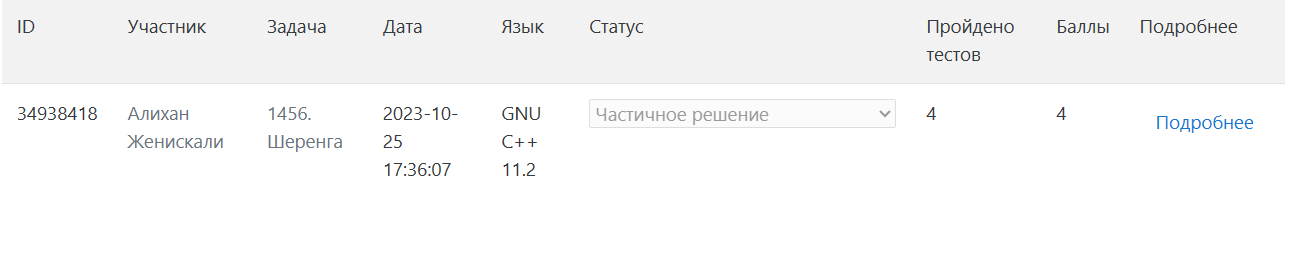 ID Участник Задача Дата Язык Статус Пройдено тестов Баллы Подробнее
34938418 Алихан Женискали 1456. Шеренга 2023-10-25 17:36:07 GNU C++ 11.2 Частичное решение 4 4 Подробнее